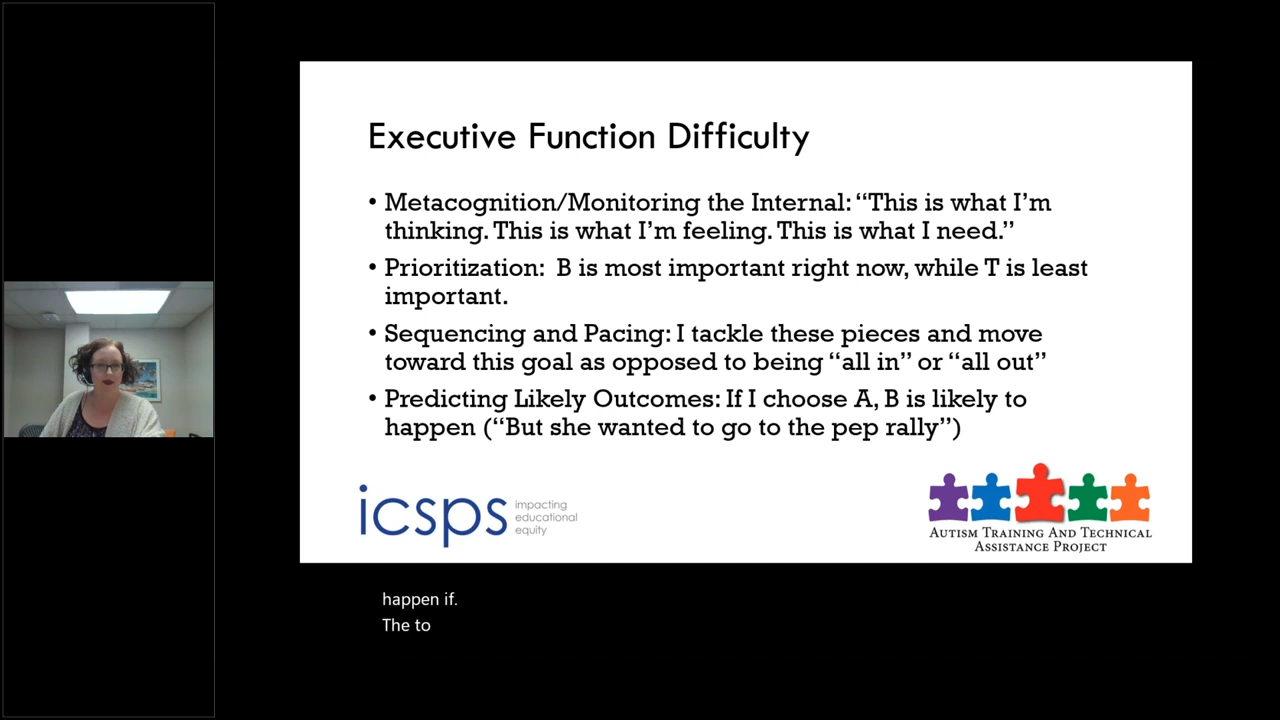 Executive Function Difficulty
• Metacognition/Monitoring the Internal: “This is what I’m
thinking. This is what I’m feeling. This is what I need.”
• Prioritization:  B is most important right now, while T is least
important.
• Sequencing and Pacing: I tackle these pieces and move
toward this goal as opposed to being “all in” or “all out”
• Predicting Likely Outcomes: If I choose A, B is likely to
happen (“But she wanted to go to the pep rally”)
icsps
impacting
educational
equity
Autism Training And Technical
Assistance Project
happen if.
The to